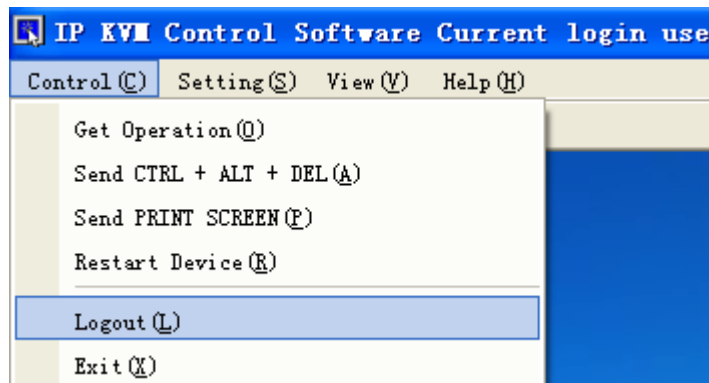 IP KVM Control Software Current login use
Control(C) Setting(S) View(V) Help(H)
Get Operation(O)
Send CTRL + ALT + DEL(A)
Send PRINT SCREEN(P)
Restart Device(R)
Logout(L)
Exit(X)